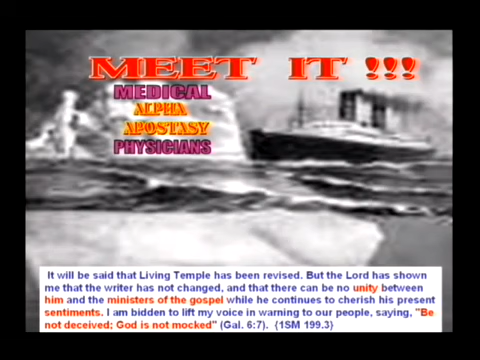 MEET IT !!!
MEDICAL
ALPHA
APOSTASY
PHYSICIANS
It will be said that Living Temple has been revised. But the Lord has shown
me that the writer has not changed, and that there can be no unity between
him and the ministers of the gospel while he continues to cherish his present
sentiments. I am bidden to lift my voice in warning to our people, saying, "Be
not deceived; God is not mocked" (Gal. 6:7). {1SM 199.3}